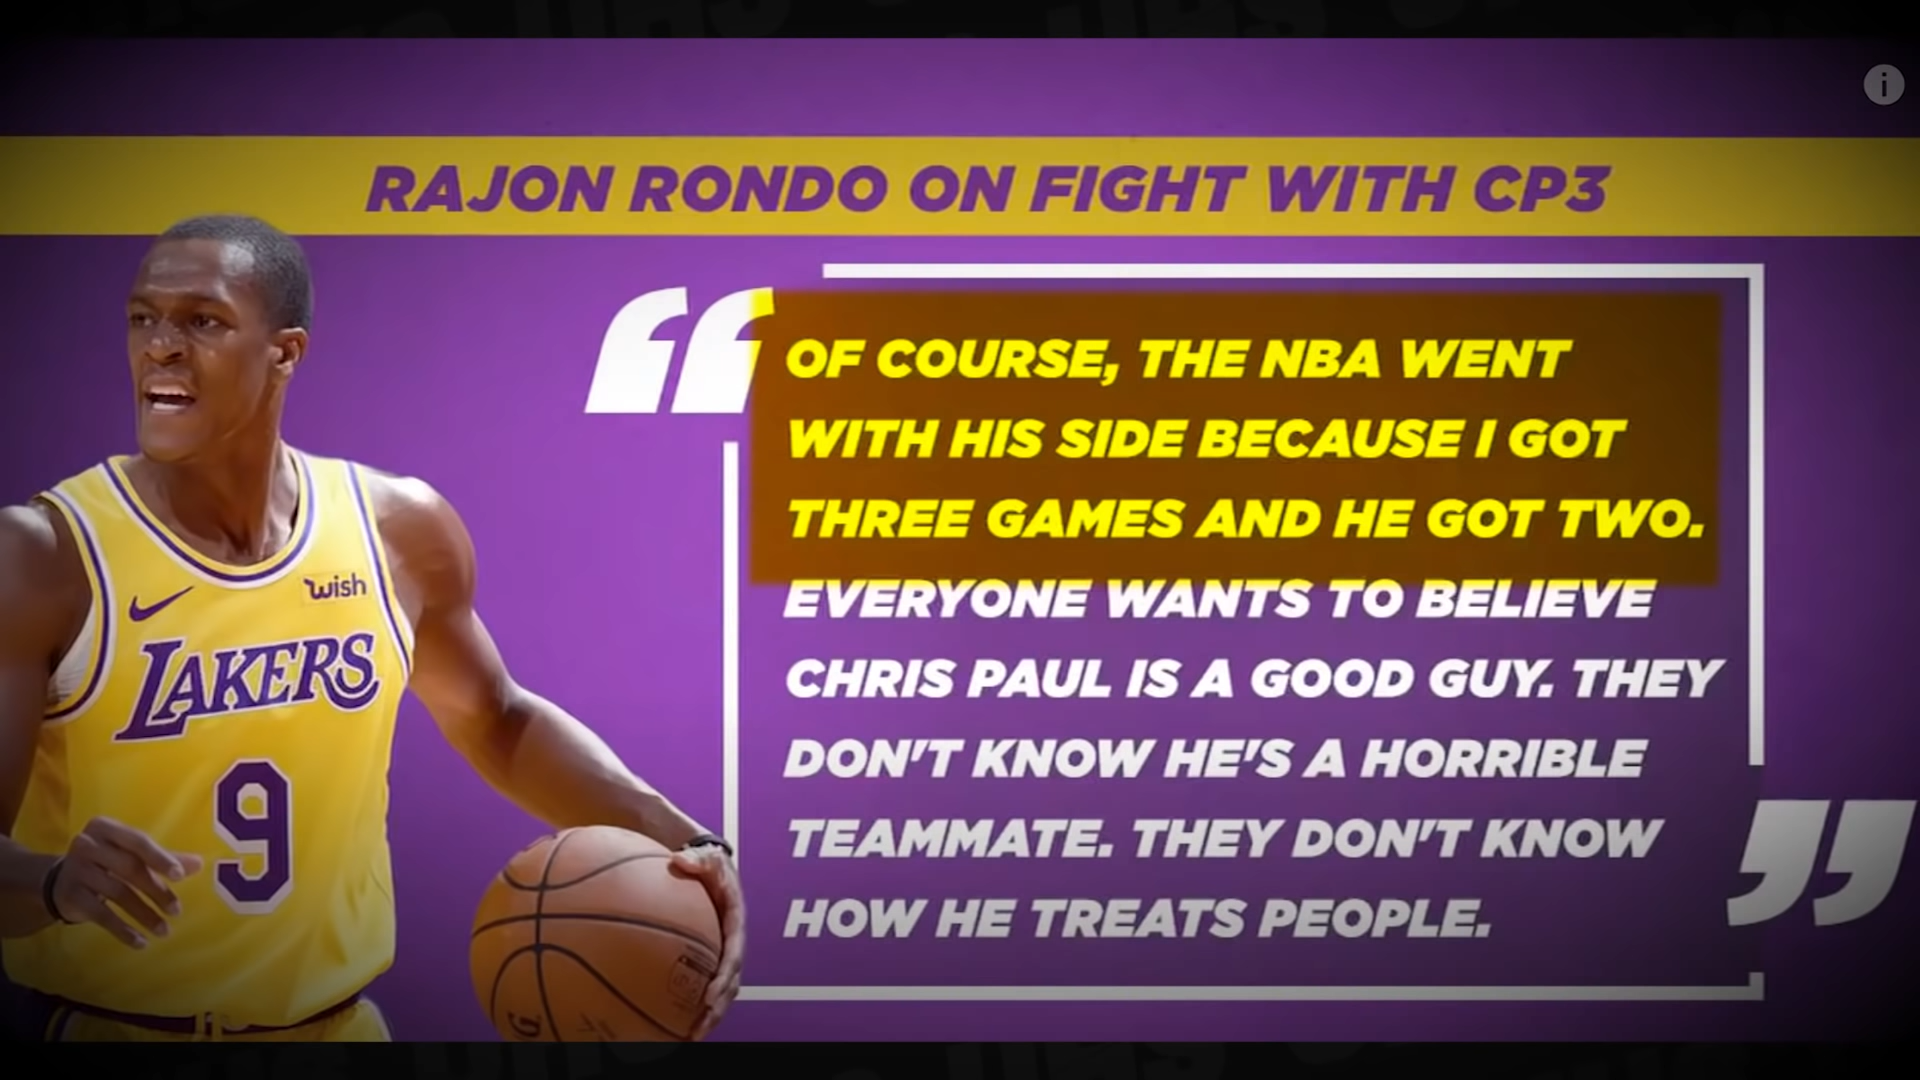 RAJON RONDO ON FIGHT WITH CP3
OF COURSE, THE NBA WENT
WITH HIS SIDE BECAUSE I GOT
THREE GAMES AND HE GOT TWO.
EVERYONE WANTS TO BELIEVE
CHRIS PAUL IS A GOOD GUY. THEY
DON'T KNOW HE'S A HORRIBLE
TEAMMATE. THEY DON'T KNOW
HOW HE TREATS PEOPLE.
wish
LAKERS
9